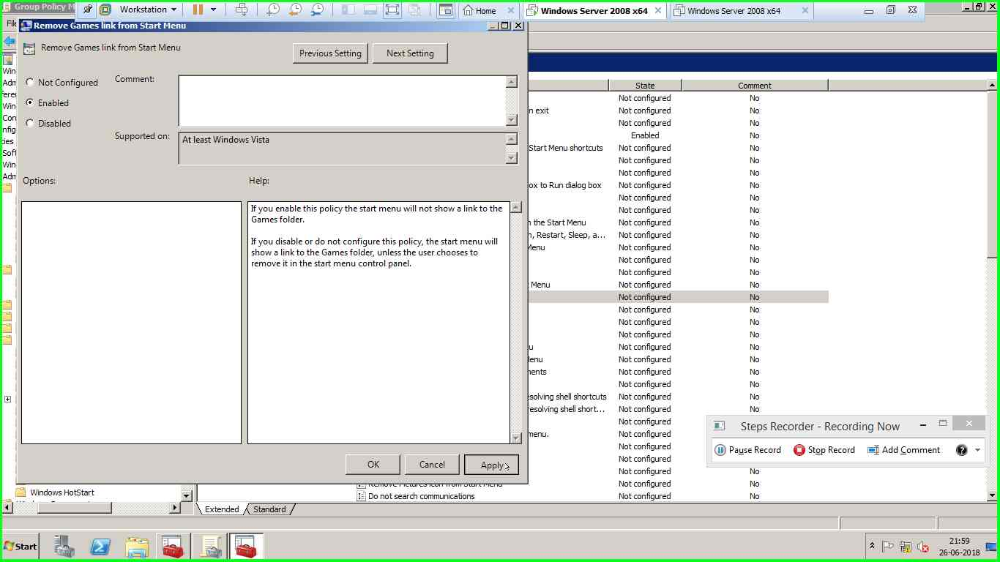 Group Policy M
Workstation
Home
Windows Server 2008 x64
Windows Server 2008 x64
File
Remove Games link from Start Menu
Remove Games link from Start Menu
Previous Setting
Next Setting
Not Configured
Enabled
Disabled
Comment:
Supported on:
At least Windows Vista
Options:
Help:
If you enable this policy the start menu will not show a link to the
Games folder.
If you disable or do not configure this policy, the start menu will
show a link to the Games folder, unless the user chooses to
remove it in the start menu control panel.
OK
Cancel
Apply
Win
Adm
ferenc
Win
Con
nfig
cies
Soft
Win
Adm
State
Comment
Not configured No
n exit Not configured No
Not configured No
Enabled No
Start Menu shortcuts Not configured No
Not configured No
Not configured No
ox to Run dialog box Not configured No
Not configured No
Not configured No
n the Start Menu Not configured No
n, Restart, Sleep, a... Not configured No
Menu Not configured No
Not configured No
Not configured No
t Menu Not configured No
Not configured No
Not configured No
Not configured No
Not configured No
u Not configured No
lenu Not configured No
nents Not configured No
Not configured No
esolving shell shortcuts Not configured No
resolving shell short... Not configured No
Not configured
menu. Not configured
Not configured
Not configured
Not configured No
Remove Pictures icon from Start Menu Not configured No
Do not search communications Not configured No
Steps Recorder - Recording Now
Pause Record
Stop Record
Add Comment
Windows HotStart
Extended
Standard
Start
21:59
26-06-2018